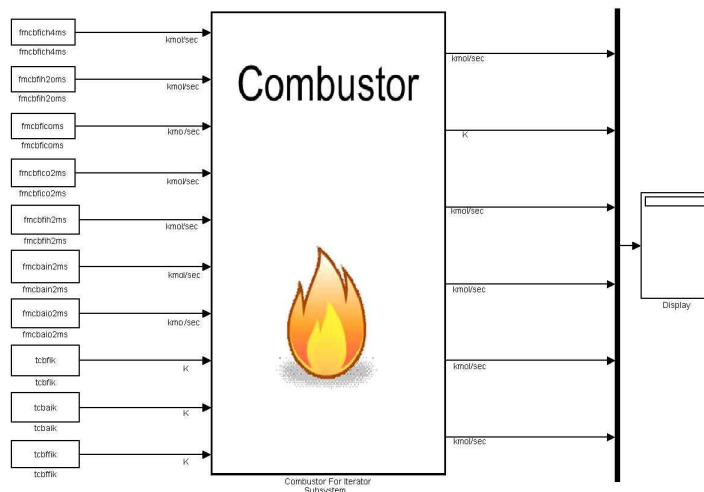 fmcbfich4ms
kmol/sec
fmcbfich4ms
kmol/sec
Combustor
fmcbfih2oms
kmol/sec
fmcbfih2oms
fmcbficoms
kmo/sec
fmcbficoms
K
fmcbfico2ms
kmol/sec
fmcbfico2ms
kmol/sec
fmcbfih2ms
kmol/sec
fmcbfih2ms
fmcbain2ms
kmol/sec
fmcbain2ms
kmol/sec
fmcbaio2ms
kmo/sec
fmcbaio2ms
Display
tcbfik
K
tcbfik
kmol/sec
tcbaik
K
tcbaik
kmol/sec
tcbffik
K
tcbffik
Combustor For Iterator
Subsystem